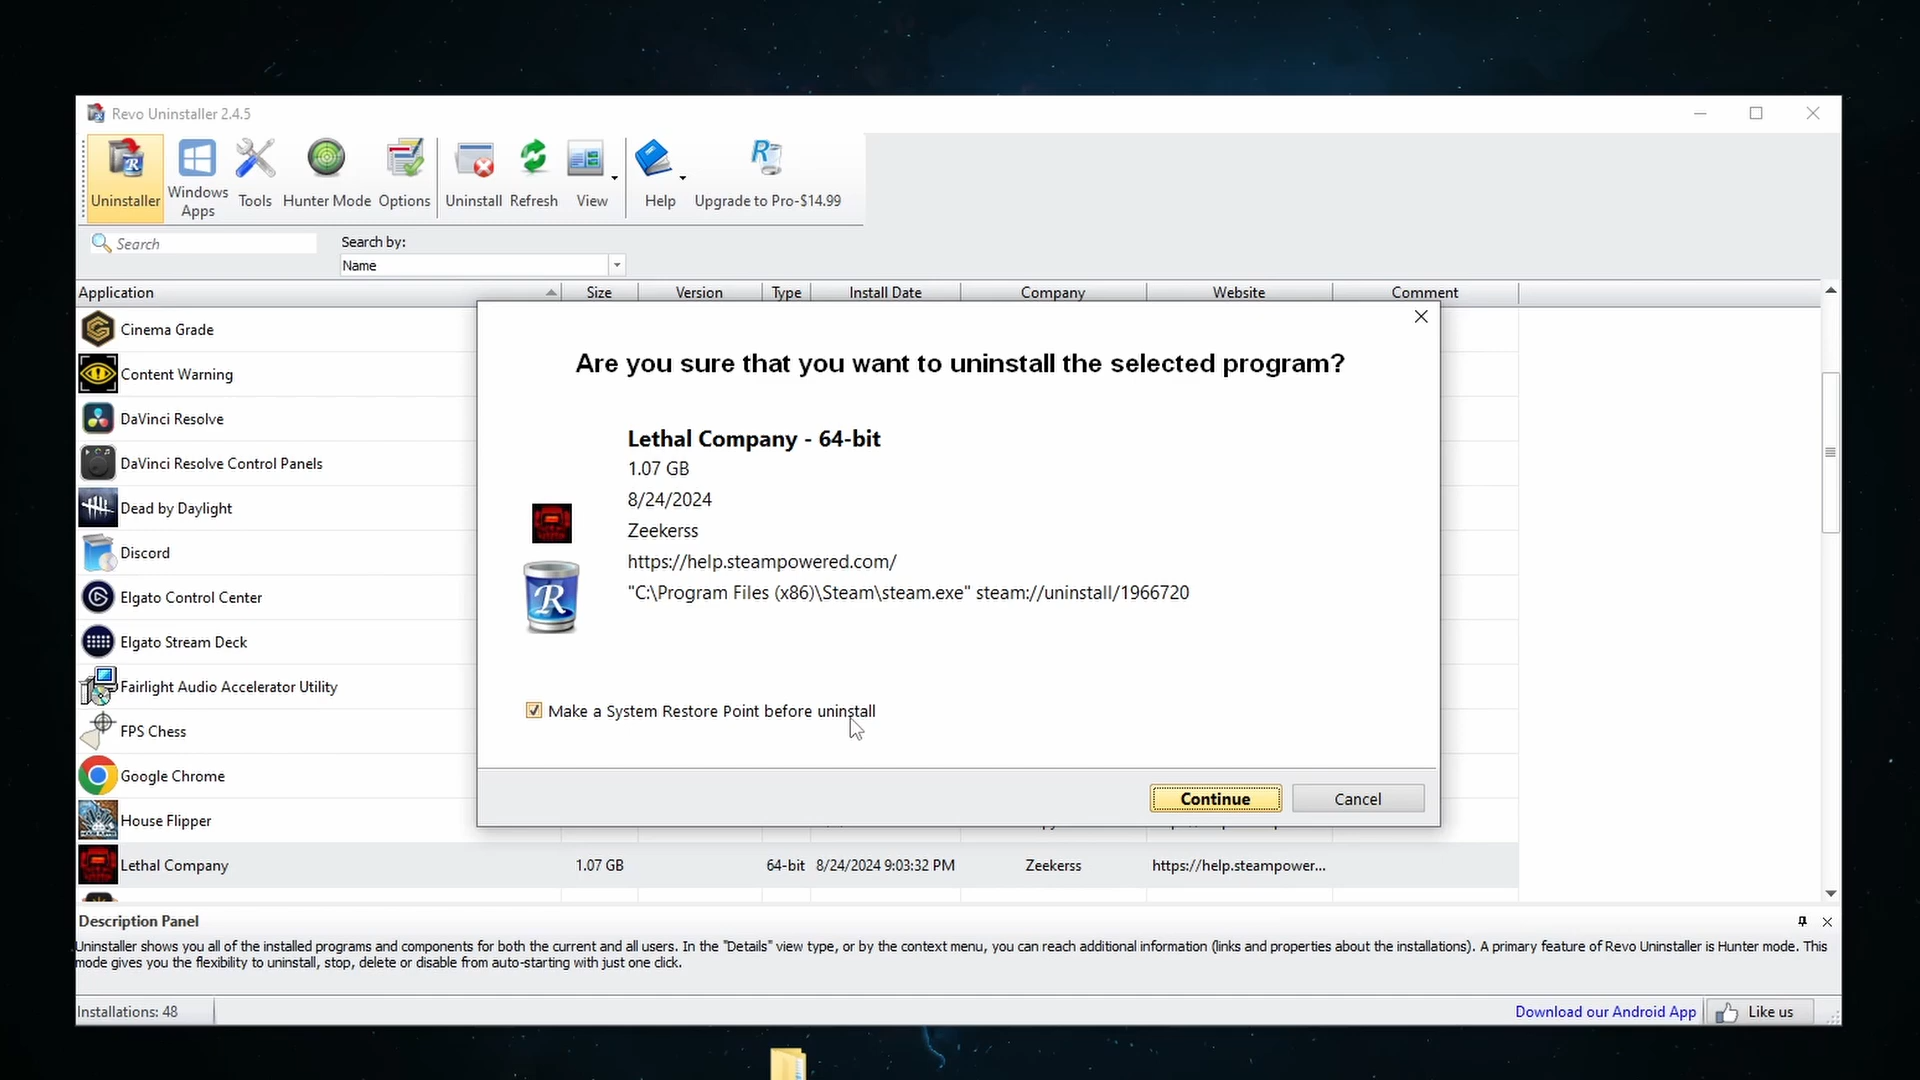 Revo Uninstaller 2.4.5
Uninstaller
Windows Apps
Tools
Hunter Mode
Options
Uninstall
Refresh
View
Help
Upgrade to Pro-$14.99
Search
Search by:
Name
Application Size Version Type Install Date Company Website Comment
Cinema Grade
Content Warning
DaVinci Resolve
DaVinci Resolve Control Panels
Dead by Daylight
Discord
Elgato Control Center
Elgato Stream Deck
Fairlight Audio Accelerator Utility
FPS Chess
Google Chrome
House Flipper
Lethal Company 1.07 GB 64-bit 8/24/2024 9:03:32 PM Zeekerss https://help.steampower...
Are you sure that you want to uninstall the selected program?
Lethal Company - 64-bit
1.07 GB
8/24/2024
Zeekerss
https://help.steampowered.com/
"C:\Program Files (x86)\Steam\steam.exe" steam://uninstall/1966720
Make a System Restore Point before uninstall
Continue
Cancel
Description Panel
Uninstaller shows you all of the installed programs and components for both the current and all users. In the "Details" view type, or by the context menu, you can reach additional information (links and properties about the installations). A primary feature of Revo Uninstaller is Hunter mode. This
mode gives you the flexibility to uninstall, stop, delete or disable from auto-starting with just one click.
Installations: 48
Download our Android App
Like us